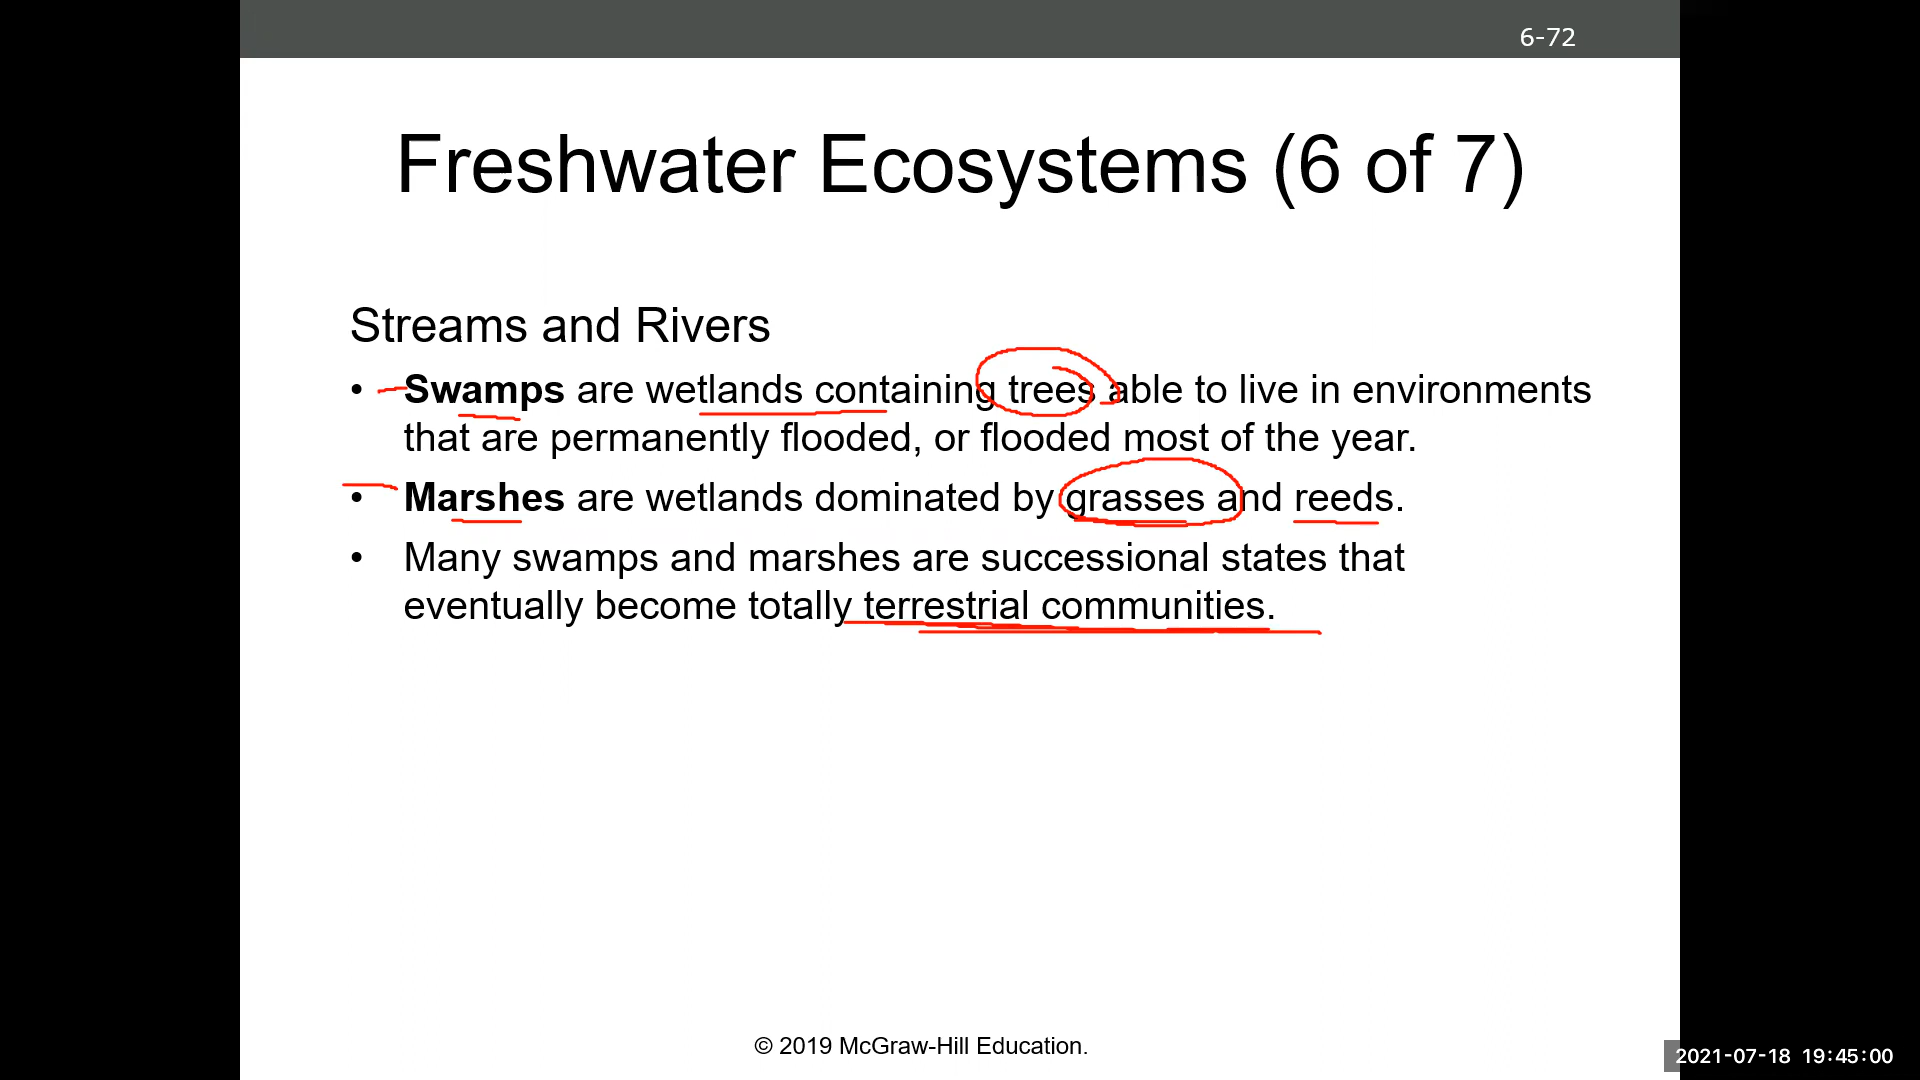 6-72
Freshwater Ecosystems (6 of 7)
Streams and Rivers
• Swamps are wetlands containing trees able to live in environments
that are permanently flooded, or flooded most of the year.
• Marshes are wetlands dominated by grasses and reeds.
• Many swamps and marshes are successional states that
eventually become totally terrestrial communities.
© 2019 McGraw-Hill Education.
2021-07-18 19:45:00